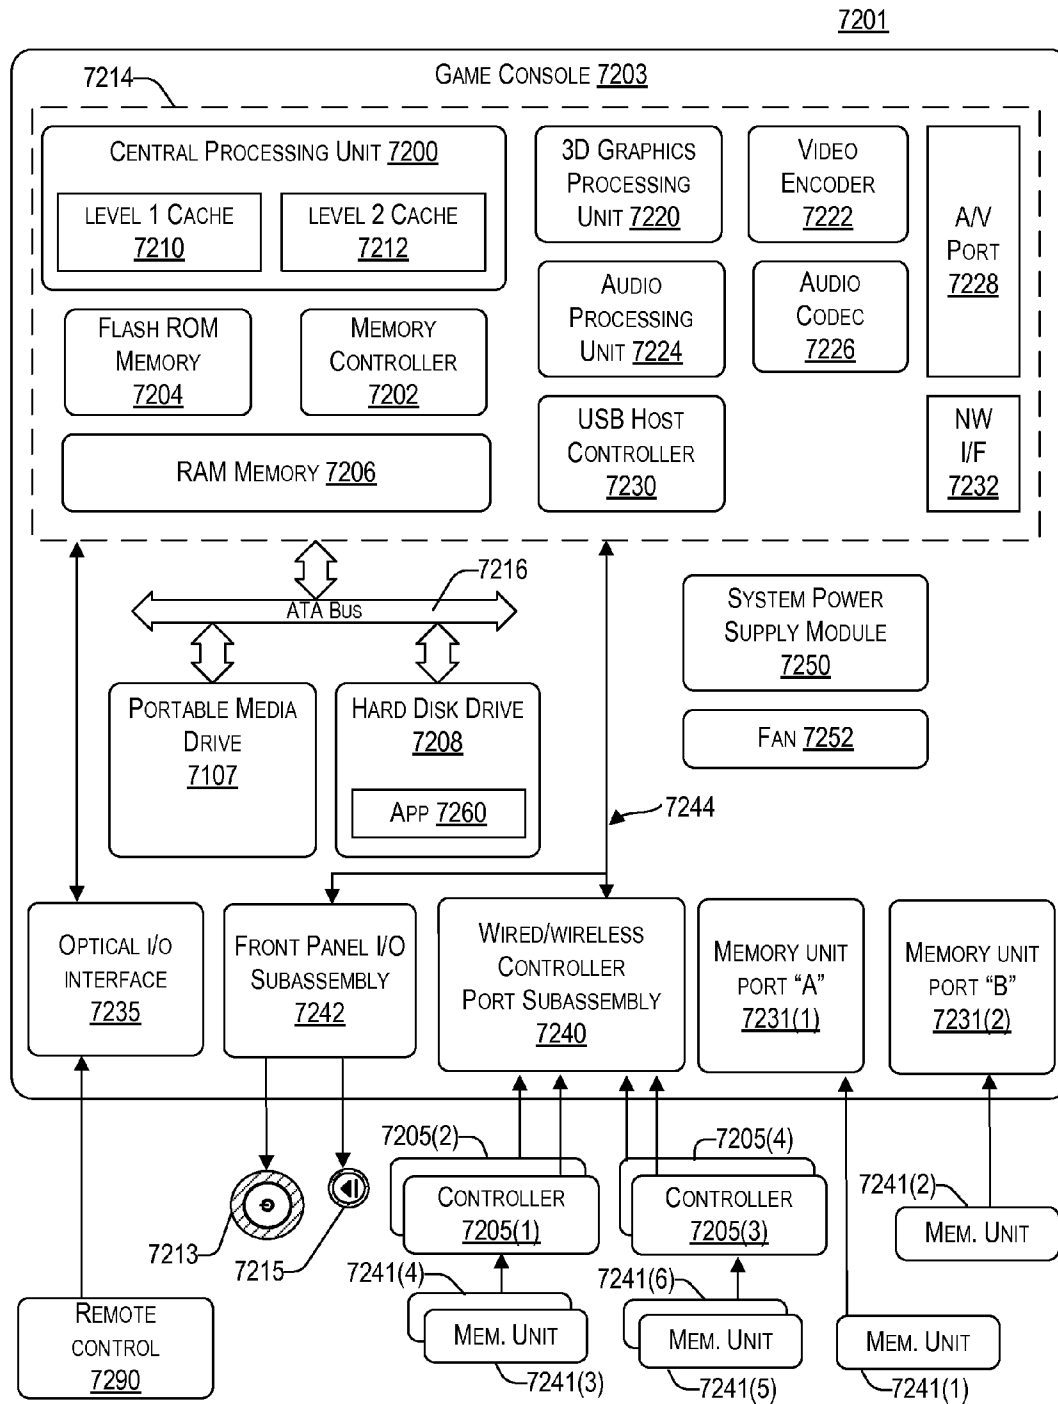 7201
7214
GAME CONSOLE 7203
CENTRAL PROCESSING UNIT 7200
LEVEL 1 CACHE
7210
LEVEL 2 CACHE
7212
3D GRAPHICS
PROCESSING
UNIT 7220
VIDEO
ENCODER
7222
A/V
PORT
7228
FLASH ROM
MEMORY
7204
MEMORY
CONTROLLER
7202
AUDIO
PROCESSING
UNIT 7224
AUDIO
CODEC
7226
RAM MEMORY 7206
USB HOST
CONTROLLER
7230
NW
I/F
7232
7216
ATA BUS
SYSTEM POWER
SUPPLY MODULE
7250
PORTABLE MEDIA
DRIVE
7107
HARD DISK DRIVE
7208
APP 7260
FAN 7252
7244
OPTICAL I/O
INTERFACE
7235
FRONT PANEL I/O
SUBASSEMBLY
7242
WIRED/WIRELESS
CONTROLLER
PORT SUBASSEMBLY
7240
MEMORY UNIT
PORT “A”
7231(1)
MEMORY UNIT
PORT “B”
7231(2)
7205(2)
7205(4)
CONTROLLER
7205(1)
CONTROLLER
7205(3)
7241(2)
MEM. UNIT
7213
7215
7241(4)
7241(6)
REMOTE
CONTROL
7290
MEM. UNIT
MEM. UNIT
MEM. UNIT
7241(3)
7241(5)
7241(1)